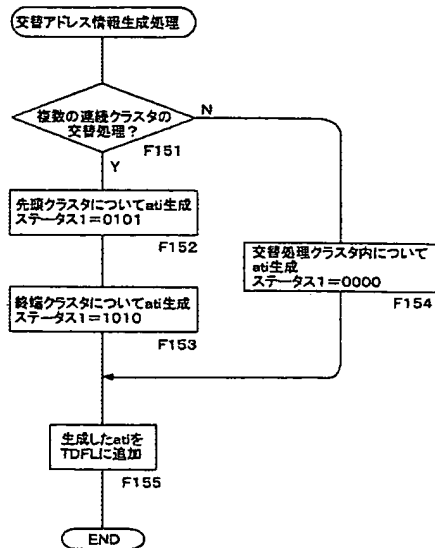 交替アドレス情報生成処理
複数の連続クラスタの
交替処理?
N
F151
Y
先頭クラスタについてati生成
ステータス1=0101
F152
交替処理クラスタ内について
ati生成
ステータス1=0000
F154
終端クラスタについてati生成
ステータス1=1010
F153
生成したatiを
TDFLに追加
F155
END